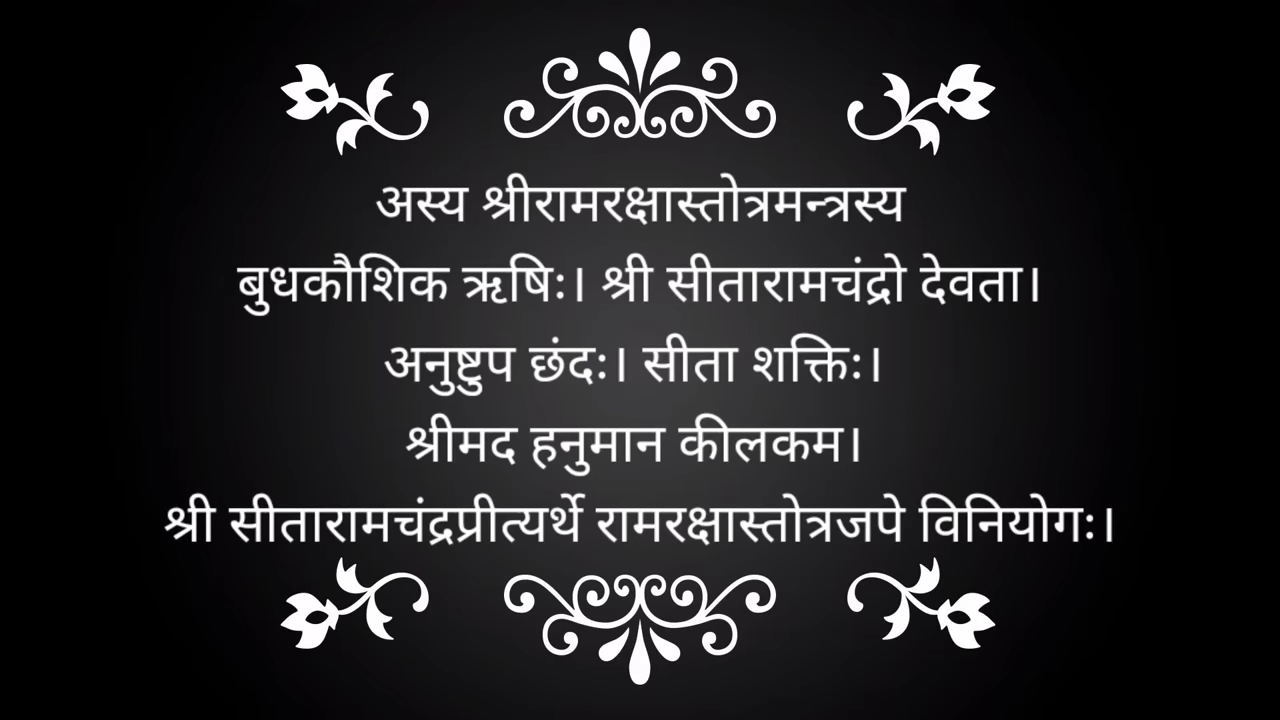 अस्य श्रीरामरक्षास्तोत्रमन्त्रस्य
बुधकौशिक ऋषिः। श्री सीतारामचंद्रो देवता।
अनुष्टुप छंदः। सीता शक्तिः।
श्रीमद हनुमान कीलकम।
श्री सीतारामचंद्रप्रीत्यर्थे रामरक्षास्तोत्रजपे विनियोगः।